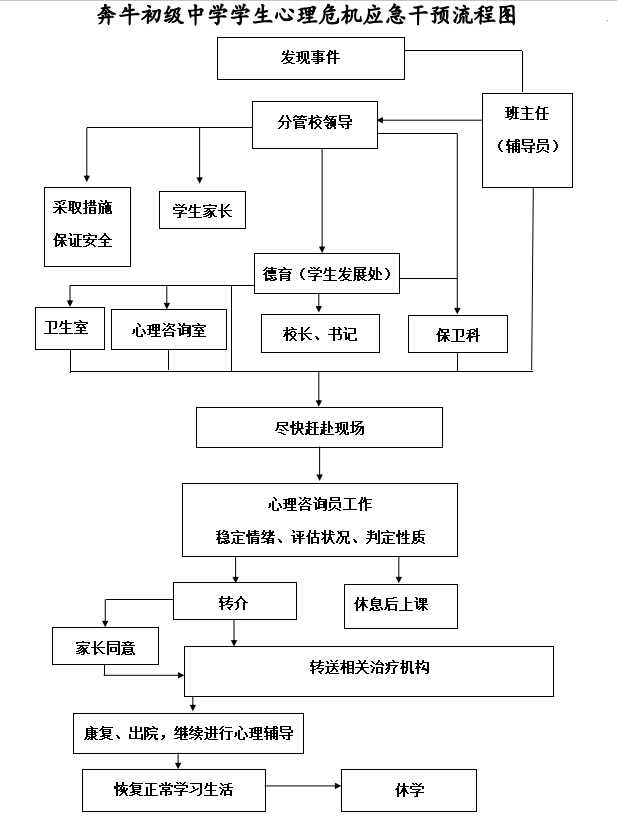 奔牛初级中学学生心理危机应急干预流程图
发现事件
班主任
（辅导员）
分管校领导
采取措施
保证安全
学生家长
德育（学生发展处）
卫生室
心理咨询室
校长、书记
保卫科
尽快赶赴现场
心理咨询员工作
稳定情绪、评估状况、判定性质
转介
休息后上课
家长同意
转送相关治疗机构
康复、出院，继续进行心理辅导
恢复正常学习生活
休学